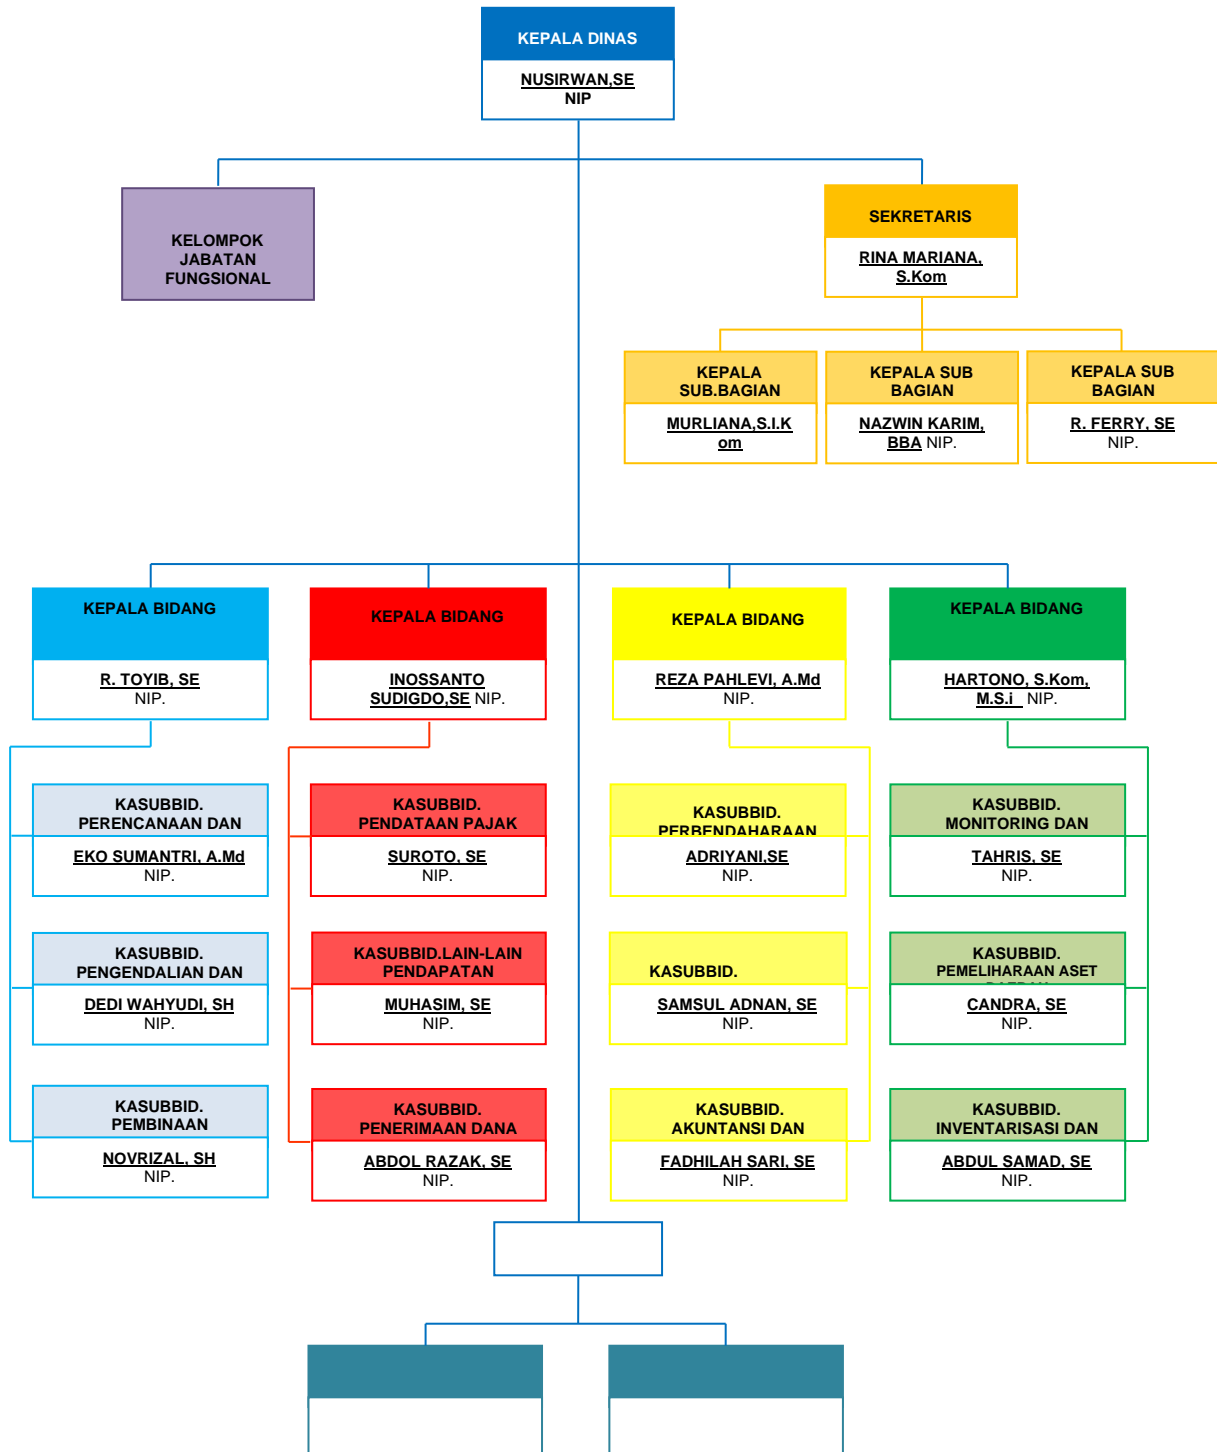 KEPALA DINAS
NUSIRWAN,SE
NIP
KELOMPOK
JABATAN
FUNGSIONAL
SEKRETARIS
RINA MARIANA,
S.Kom
KEPALA
SUB.BAGIAN
MURLIANA,S.I.K
om
KEPALA SUB
BAGIAN
NAZWIN KARIM,
BBA NIP.
KEPALA SUB
BAGIAN
R. FERRY, SE
NIP.
KEPALA BIDANG
R. TOYIB, SE
NIP.
KEPALA BIDANG
INOSSANTO
SUDIGDO,SE NIP.
KEPALA BIDANG
REZA PAHLEVI, A.Md
NIP.
KEPALA BIDANG
HARTONO, S.Kom,
M.S.i NIP.
KASUBBID.
PERENCANAAN DAN
EKO SUMANTRI, A.Md
NIP.
KASUBBID.
PENDATAAN PAJAK
SUROTO, SE
NIP.
KASUBBID.
PERBENDAHARAAN
ADRIYANI,SE
NIP.
KASUBBID.
MONITORING DAN
TAHRIS, SE
NIP.
KASUBBID.
PENGENDALIAN DAN
DEDI WAHYUDI, SH
NIP.
KASUBBID.LAIN-LAIN
PENDAPATAN
MUHASIM, SE
NIP.
KASUBBID.
SAMSUL ADNAN, SE
NIP.
KASUBBID.
PEMELIHARAAN ASET
CANDRA, SE
NIP.
KASUBBID.
PEMBINAAN
NOVRIZAL, SH
NIP.
KASUBBID.
PENERIMAAN DANA
ABDOL RAZAK, SE
NIP.
KASUBBID.
AKUNTANSI DAN
FADHILAH SARI, SE
NIP.
KASUBBID.
INVENTARISASI DAN
ABDUL SAMAD, SE
NIP.